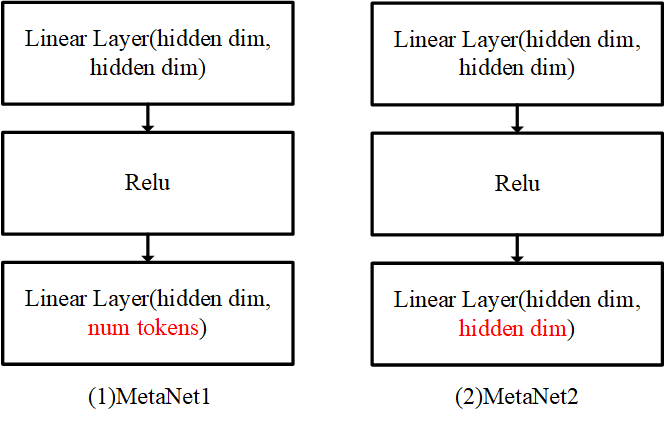 Linear Layer(hidden dim,
hidden dim)
Relu
Linear Layer(hidden dim,
num tokens)
(1)MetaNet1
Linear Layer(hidden dim,
hidden dim)
Relu
Linear Layer(hidden dim,
hidden dim)
(2)MetaNet2